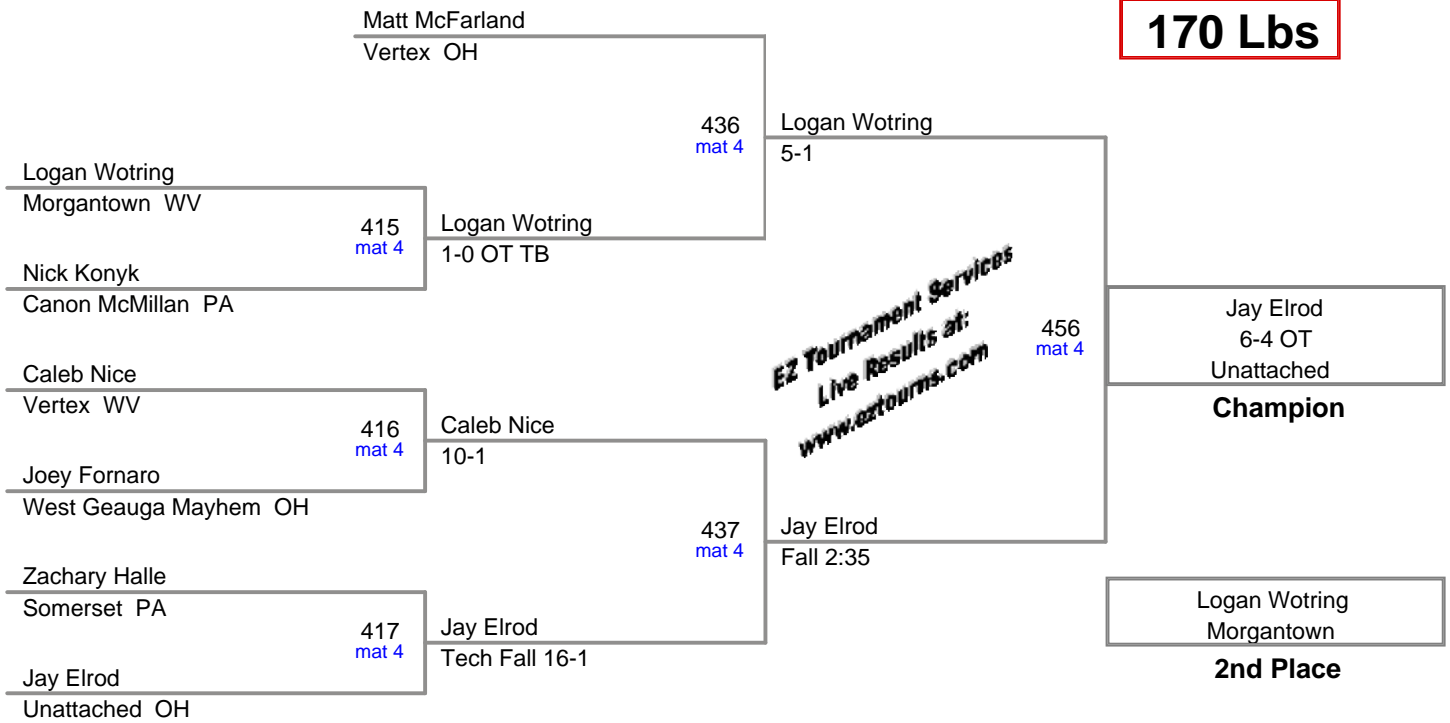 Matt McFarland
Vertex OH
170 Lbs
436
mat 4
Logan Wotring
5-1
Logan Wotring
Morgantown WV
415
mat 4
Logan Wotring
1-0 OT TB
Nick Konyk
Canon McMillan PA
EZ Tournament Services
Live Results at:
www.eztourns.com
456
mat 4
Jay Elrod
6-4 OT
Unattached
Champion
Caleb Nice
Vertex WV
416
mat 4
Caleb Nice
10-1
Joey Fornaro
West Geauga Mayhem OH
437
mat 4
Jay Elrod
Fall 2:35
Zachary Halle
Somerset PA
417
mat 4
Jay Elrod
Tech Fall 16-1
Jay Elrod
Unattached OH
Logan Wotring
Morgantown
2nd Place